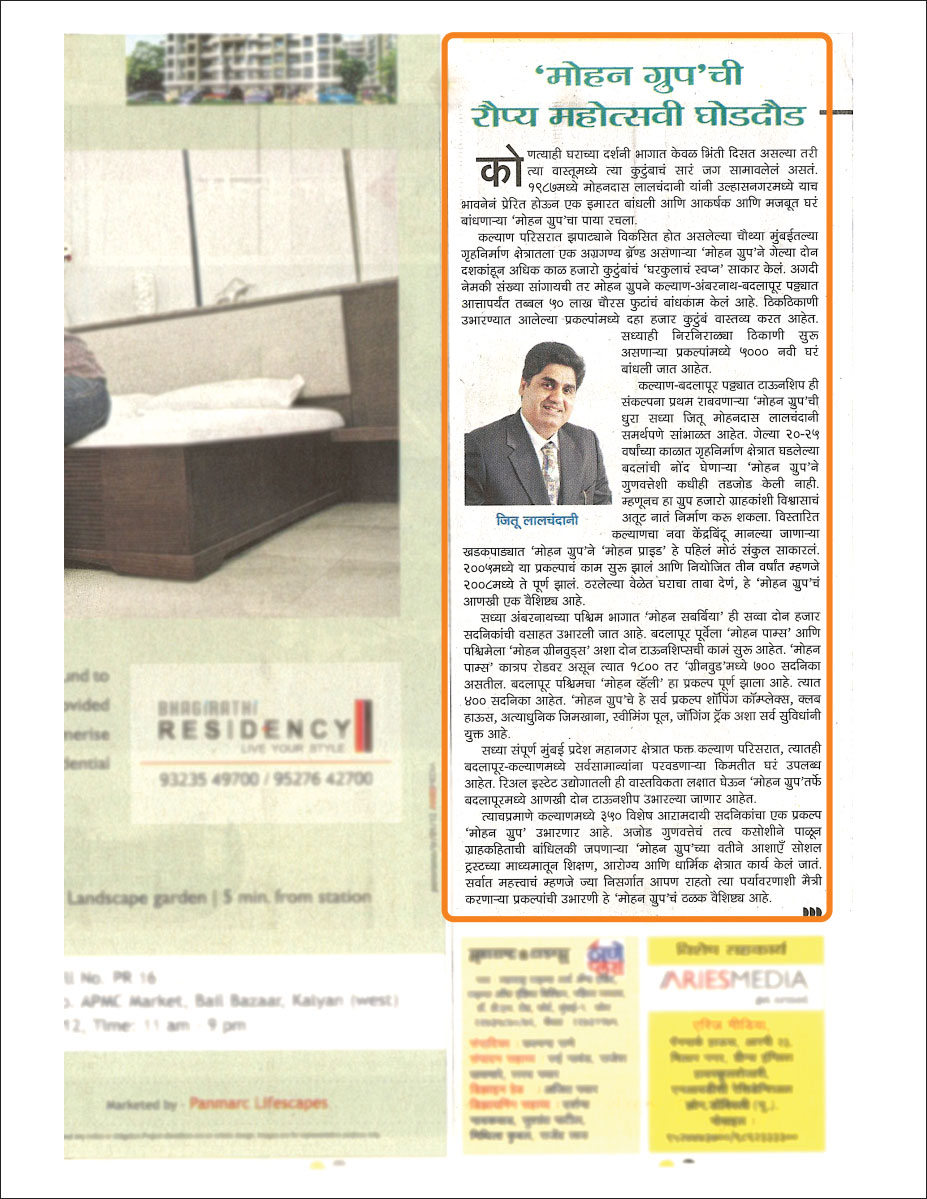 'मोहन ग्रुप'ची
रौप्य महोत्सवी घोडदौड
कोणत्याही घराच्या दर्शनी भागात केवळ भिंती दिसत असल्या तरी
त्या वास्तूमध्ये त्या कुटुंबाचं सारं जग सामावलेलं असतं.
१९८७मध्ये मोहनदास लालचंदानी यांनी उल्हासनगरमध्ये याच
भावनेनं प्रेरित होऊन एक इमारत बांधली आणि आकर्षक आणि मजबूत घरं
बांधणाऱ्या 'मोहन ग्रुप'चा पाया रचला.
कल्याण परिसरात झपाट्याने विकसित होत असलेल्या चौथ्या मुंबईतल्या
गृहनिर्माण क्षेत्रातला एक अग्रगण्य ब्रॅण्ड असणाऱ्या 'मोहन ग्रुप'ने गेल्या दोन
दशकांहून अधिक काळ हजारो कुटुंबांचं 'घरकुलाचं स्वप्न' साकार केलं. अगदी
नेमकी संख्या सांगायची तर मोहन ग्रुपने कल्याण-अंबरनाथ-बदलापूर पट्ट्यात
आत्तापर्यंत तब्बल ५० लाख चौरस फुटांचं बांधकाम केलं आहे. ठिकठिकाणी
उभारण्यात आलेल्या प्रकल्पांमध्ये दहा हजार कुटुंबं वास्तव्य करत आहेत.
सध्याही निरनिराळ्या ठिकाणी सुरू
असणाऱ्या प्रकल्पांमध्ये ५००० नवी घरं
बांधली जात आहेत.
कल्याण-बदलापूर पट्ट्यात टाऊनशिप ही
संकल्पना प्रथम राबवणाऱ्या 'मोहन ग्रुप'ची
धुरा सध्या जितू मोहनदास लालचंदानी
समर्थपणे सांभाळत आहेत. गेल्या २०-२५
वर्षांच्या काळात गृहनिर्माण क्षेत्रात घडलेल्या
बदलांची नोंद घेणाऱ्या 'मोहन ग्रुप'ने
गुणवत्तेशी कधीही तडजोड केली नाही.
म्हणूनच हा ग्रुप हजारो ग्राहकांशी विश्वासाचं
अतूट नातं निर्माण करू शकला. विस्तारित
कल्याणचा नवा केंद्रबिंदू मानल्या जाणाऱ्या
जितू लालचंदानी
खडकपाड्यात 'मोहन ग्रुप'ने 'मोहन प्राइड' हे पहिलं मोठं संकुल साकारलं.
२००५मध्ये या प्रकल्पाचं काम सुरू झालं आणि नियोजित तीन वर्षांत म्हणजे
२००८मध्ये ते पूर्ण झालं. ठरलेल्या वेळेत घराचा ताबा देणं, हे 'मोहन ग्रुप'चं
आणखी एक वैशिष्ट्य आहे.
सध्या अंबरनाथच्या पश्चिम भागात 'मोहन सबर्बिया' ही सव्वा दोन हजार
सदनिकांची वसाहत उभारली जात आहे. बदलापूर पूर्वेला 'मोहन पाम्स' आणि
पश्चिमेला 'मोहन ग्रीनवुड्स' अशा दोन टाऊनशिप्सची कामं सुरू आहेत. 'मोहन
पाम्स' कात्रप रोडवर असून त्यात १८०० तर 'ग्रीनवुड'मध्ये ७०० सदनिका
असतील. बदलापूर पश्चिमचा 'मोहन व्हॅली' हा प्रकल्प पूर्ण झाला आहे. त्यात
४०० सदनिका आहेत. 'मोहन ग्रुप'चे हे सर्व प्रकल्प शॉपिंग कॉम्प्लेक्स, क्लब
हाऊस, अत्याधुनिक जिमखाना, स्वीमिंग पूल, जॉगिंग ट्रॅक अशा सर्व सुविधांनी
युक्त आहे.
सध्या संपूर्ण मुंबई प्रदेश महानगर क्षेत्रात फक्त कल्याण परिसरात, त्यातही
बदलापूर-कल्याणमध्ये सर्वसामान्यांना परवडणाऱ्या किमतीत घरं उपलब्ध
आहेत. रिअल इस्टेट उद्योगातली ही वास्तविकता लक्षात घेऊन 'मोहन ग्रुप'तर्फे
बदलापूरमध्ये आणखी दोन टाऊनशीप उभारल्या जाणार आहेत.
त्याचप्रमाणे कल्याणमध्ये ३५० विशेष आरामदायी सदनिकांचा एक प्रकल्प
'मोहन ग्रुप' उभारणार आहे. अजोड गुणवत्तेचं तत्व कसोशीने पाळून
ग्राहकहिताची बांधिलकी जपणाऱ्या 'मोहन ग्रुप'च्या वतीने आशाएँ सोशल
ट्रस्टच्या माध्यमातून शिक्षण, आरोग्य आणि धार्मिक क्षेत्रात कार्य केलं जातं.
सर्वात महत्त्वाचं म्हणजे ज्या निसर्गात आपण राहतो त्या पर्यावरणाशी मैत्री
करणाऱ्या प्रकल्पांची उभारणी हे 'मोहन ग्रुप'चं ठळक वैशिष्ट्य आहे.
und to
ovided
nerise
dential
BHAGIRATHI
RESIDENCY
LIVE YOUR STYLE
93235 49700 / 95276 42700
Landscape garden | 5 min. from station
ll No. PR 16
o. APMC Market, Bail Bazaar, Kalyan (west)
12, Time: 11 am - 9 pm
Marketed by - Panmarc Lifescapes
विशेष सहकार्य
ARIESMEDIA
एरिज मीडिया,